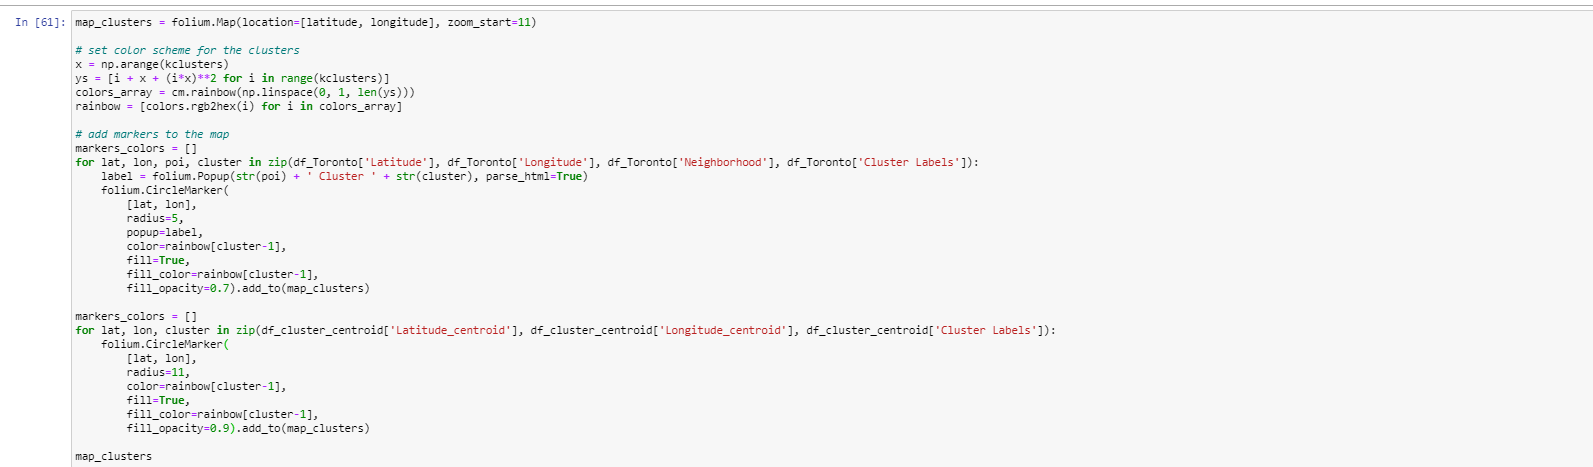 In [61]: map_clusters = folium.Map(location=[latitude, longitude], zoom_start=11)

# set color scheme for the clusters
x = np.arange(kclusters)
ys = [i + x + (i*x)**2 for i in range(kclusters)]
colors_array = cm.rainbow(np.linspace(0, 1, len(ys)))
rainbow = [colors.rgb2hex(i) for i in colors_array]

# add markers to the map
markers_colors = []
for lat, lon, poi, cluster in zip(df_Toronto['Latitude'], df_Toronto['Longitude'], df_Toronto['Neighborhood'], df_Toronto['Cluster Labels']):
    label = folium.Popup(str(poi) + ' Cluster ' + str(cluster), parse_html=True)
    folium.CircleMarker(
        [lat, lon],
        radius=5,
        popup=label,
        color=rainbow[cluster-1],
        fill=True,
        fill_color=rainbow[cluster-1],
        fill_opacity=0.7).add_to(map_clusters)

markers_colors = []
for lat, lon, cluster in zip(df_cluster_centroid['Latitude_centroid'], df_cluster_centroid['Longitude_centroid'], df_cluster_centroid['Cluster Labels']):
    folium.CircleMarker(
        [lat, lon],
        radius=11,
        color=rainbow[cluster-1],
        fill=True,
        fill_color=rainbow[cluster-1],
        fill_opacity=0.9).add_to(map_clusters)

map_clusters